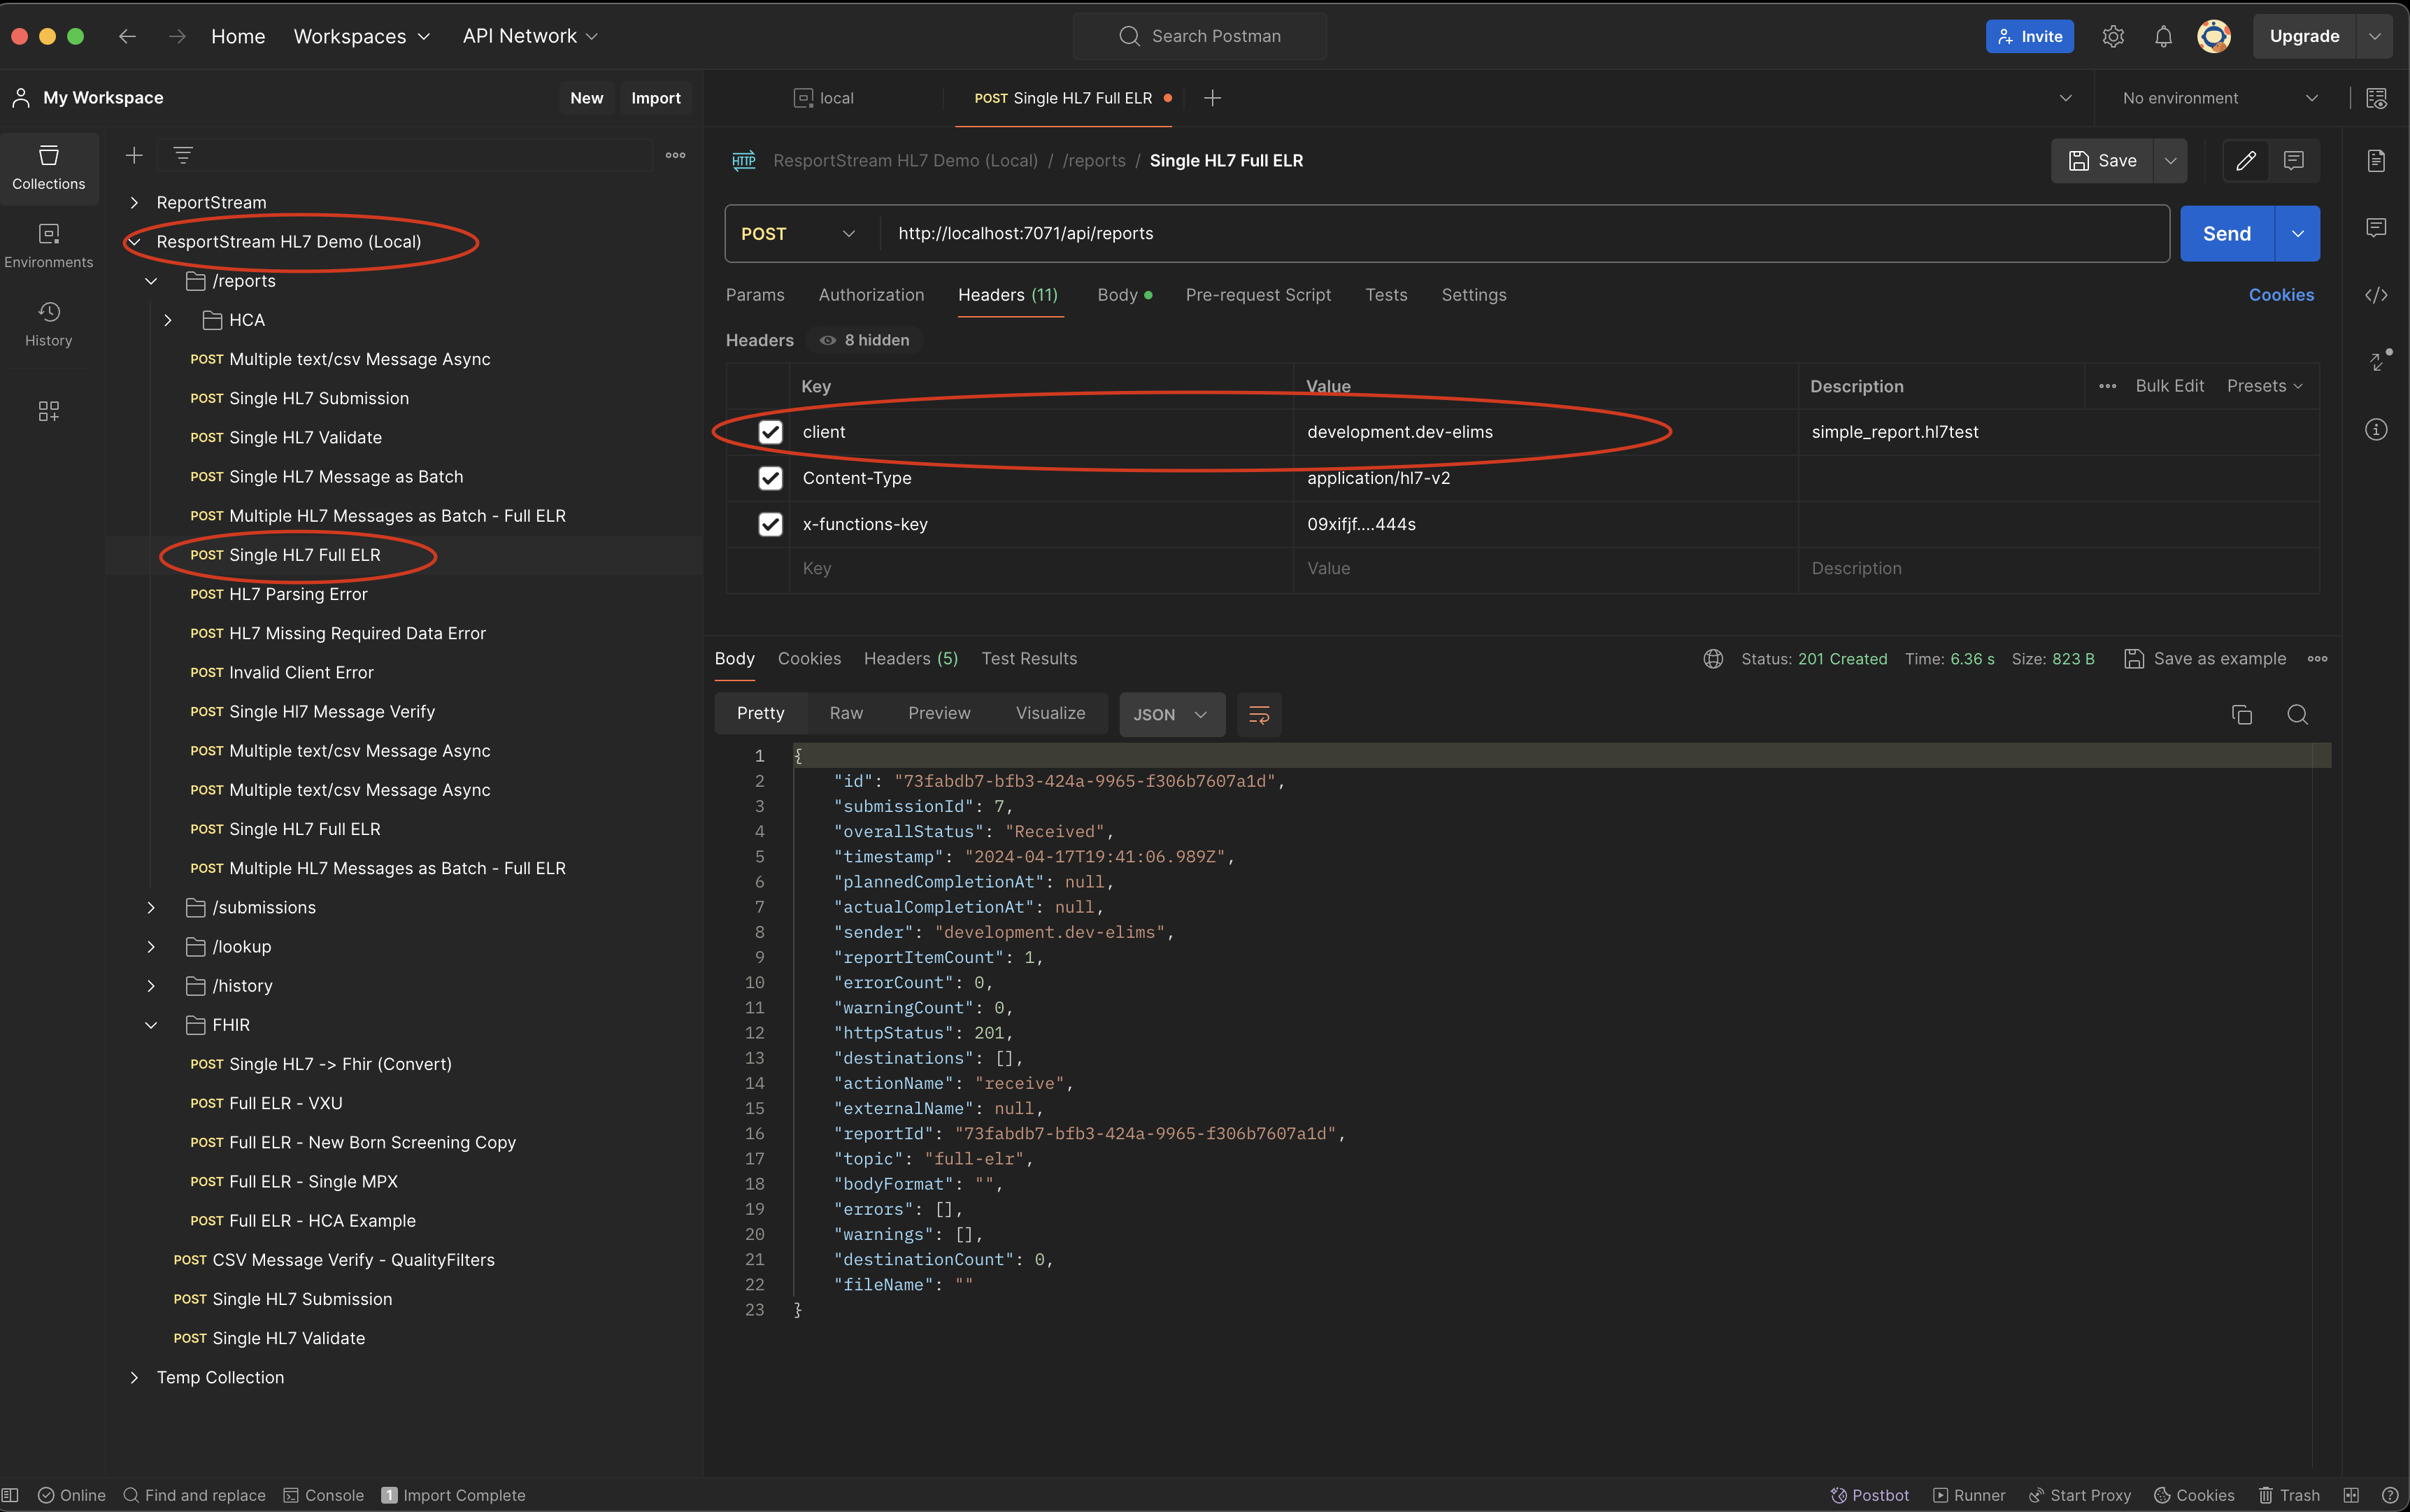 Home Workspaces API Network Search Postman Invite Upgrade
My Workspace New Import
local POST Single HL7 Full ELR No environment
Collections
Environments
History
ReportStream
ResportStream HL7 Demo (Local)
/reports
HCA
POST Multiple text/csv Message Async
POST Single HL7 Submission
POST Single HL7 Validate
POST Single HL7 Message as Batch
POST Multiple HL7 Messages as Batch - Full ELR
POST Single HL7 Full ELR
POST HL7 Parsing Error
POST HL7 Missing Required Data Error
POST Invalid Client Error
POST Single Hl7 Message Verify
POST Multiple text/csv Message Async
POST Multiple text/csv Message Async
POST Single HL7 Full ELR
POST Multiple HL7 Messages as Batch - Full ELR
/submissions
/lookup
/history
FHIR
POST Single HL7 -> Fhir (Convert)
POST Full ELR - VXU
POST Full ELR - New Born Screening Copy
POST Full ELR - Single MPX
POST Full ELR - HCA Example
POST CSV Message Verify - QualityFilters
POST Single HL7 Submission
POST Single HL7 Validate
Temp Collection
HTTP ResportStream HL7 Demo (Local) / /reports / Single HL7 Full ELR Save
POST http://localhost:7071/api/reports Send
Params Authorization Headers (11) Body Pre-request Script Tests Settings Cookies
Headers 8 hidden
Key Value Description Bulk Edit Presets
client development.dev-elims simple_report.hl7test
Content-Type application/hl7-v2
x-functions-key 09xifjf....444s
Key Value Description
Body Cookies Headers (5) Test Results Status: 201 Created Time: 6.36 s Size: 823 B Save as example
Pretty Raw Preview Visualize JSON
1 {
2 "id": "73fabdb7-bfb3-424a-9965-f306b7607a1d",
3 "submissionId": 7,
4 "overallStatus": "Received",
5 "timestamp": "2024-04-17T19:41:06.989Z",
6 "plannedCompletionAt": null,
7 "actualCompletionAt": null,
8 "sender": "development.dev-elims",
9 "reportItemCount": 1,
10 "errorCount": 0,
11 "warningCount": 0,
12 "httpStatus": 201,
13 "destinations": [],
14 "actionName": "receive",
15 "externalName": null,
16 "reportId": "73fabdb7-bfb3-424a-9965-f306b7607a1d",
17 "topic": "full-elr",
18 "bodyFormat": "",
19 "errors": [],
20 "warnings": [],
21 "destinationCount": 0,
22 "fileName": ""
23 }
Online Find and replace Console 1 Import Complete Postbot Runner Start Proxy Cookies Trash